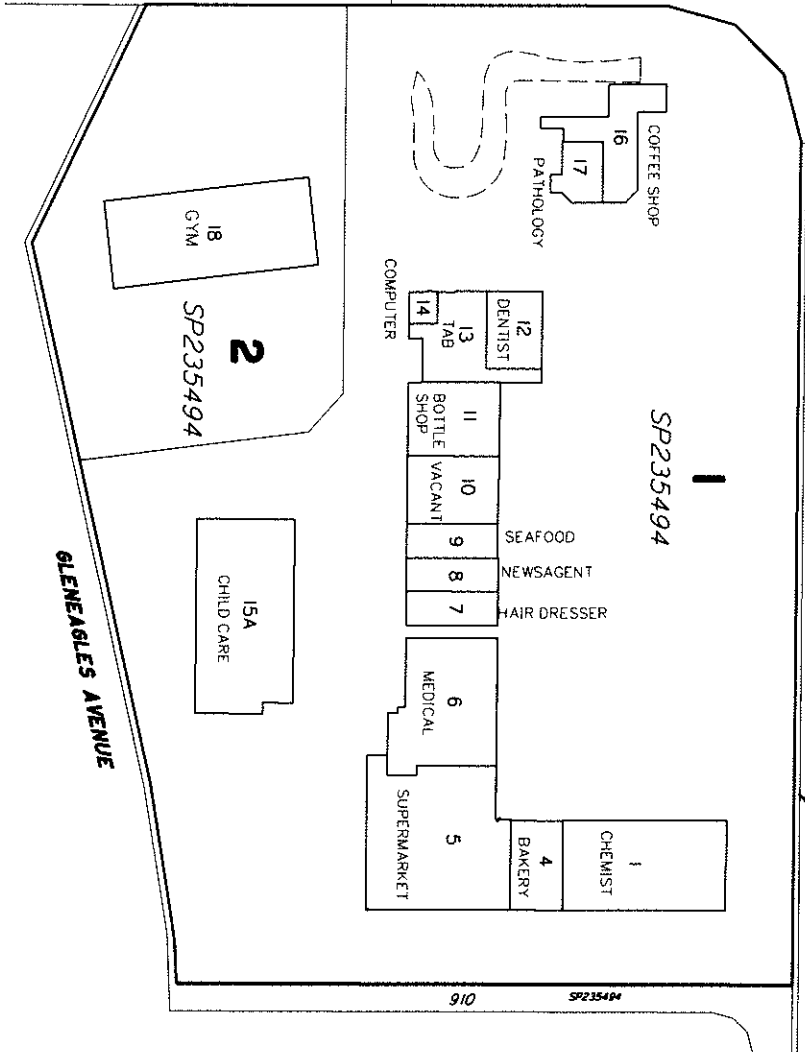 16
COFFEE SHOP
17
PATHOLOGY
18
GYM
2
SP235494
COMPUTER
14
13
TAB
12
DENTIST
1
SP235494
11
BOTTLE
SHOP
10
VACANT
9
SEAFOOD
8
NEWSAGENT
7
HAIR DRESSER
15A
CHILD CARE
GLENEAGLES AVENUE
6
MEDICAL
5
SUPERMARKET
4
BAKERY
1
CHEMIST
910
SP235494